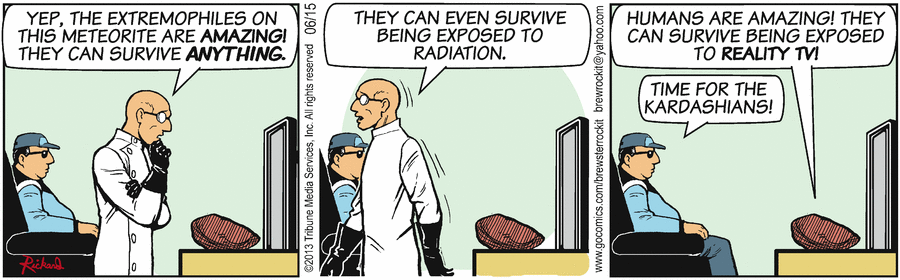 YEP, THE EXTREMOPHILES ON
THIS METEORITE ARE AMAZING!
THEY CAN SURVIVE ANYTHING.
Rickard
©2013 Tribune Media Services, Inc. All rights reserved 06/15
THEY CAN EVEN SURVIVE
BEING EXPOSED TO
RADIATION.
www.gocomics.com/brewsterrockit brewrockit@yahoo.com
HUMANS ARE AMAZING! THEY
CAN SURVIVE BEING EXPOSED
TO REALITY TV!
TIME FOR THE
KARDASHIANS!